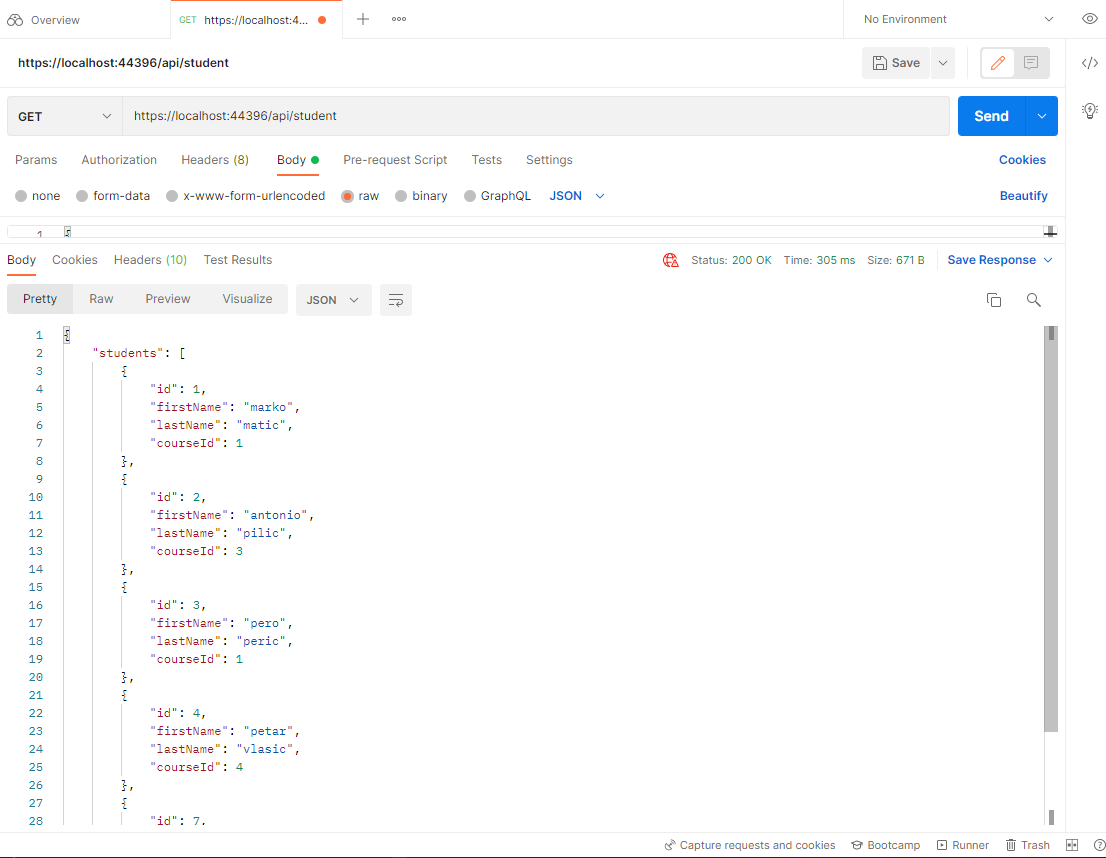 Overview
GET https://localhost:4...
No Environment
https://localhost:44396/api/student
Save
GET
https://localhost:44396/api/student
Send
Params Authorization Headers (8) Body Pre-request Script Tests Settings Cookies
none form-data x-www-form-urlencoded raw binary GraphQL JSON Beautify
1 {
Body Cookies Headers (10) Test Results Status: 200 OK Time: 305 ms Size: 671 B Save Response
Pretty Raw Preview Visualize JSON
1 {
2 "students": [
3 {
4 "id": 1,
5 "firstName": "marko",
6 "lastName": "matic",
7 "courseId": 1
8 },
9 {
10 "id": 2,
11 "firstName": "antonio",
12 "lastName": "pilic",
13 "courseId": 3
14 },
15 {
16 "id": 3,
17 "firstName": "pero",
18 "lastName": "peric",
19 "courseId": 1
20 },
21 {
22 "id": 4,
23 "firstName": "petar",
24 "lastName": "vlasic",
25 "courseId": 4
26 },
27 {
28 "id": 7,
Capture requests and cookies Bootcamp Runner Trash